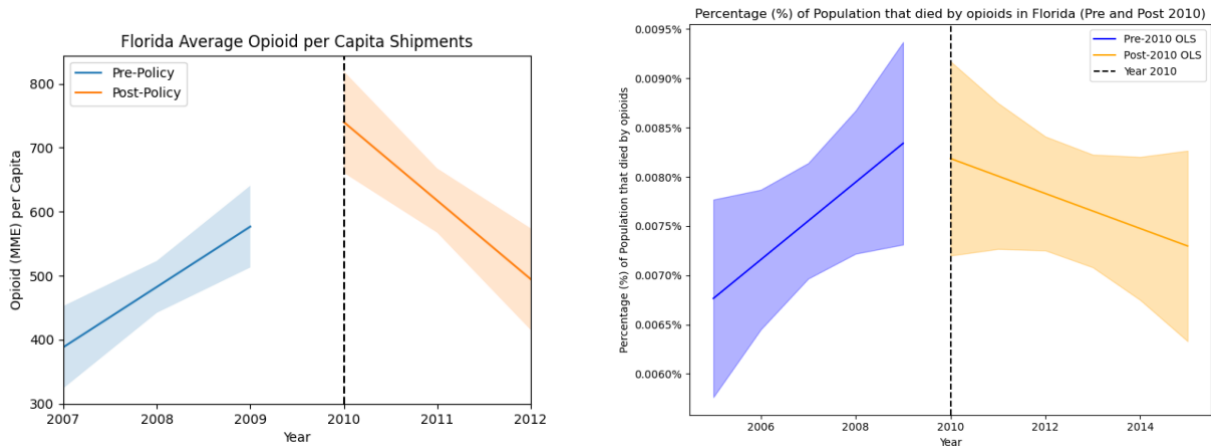 Florida Average Opioid per Capita Shipments
Pre-Policy
Post-Policy
Opioid (MME) per Capita
800
700
600
500
400
300
2007 2008 2009 2010 2011 2012
Year
Percentage (%) of Population that died by opioids in Florida (Pre and Post 2010)
Pre-2010 OLS
Post-2010 OLS
Year 2010
Percentage (%) of Population that died by opioids
0.0095%
0.0090%
0.0085%
0.0080%
0.0075%
0.0070%
0.0065%
0.0060%
2006 2008 2010 2012 2014
Year